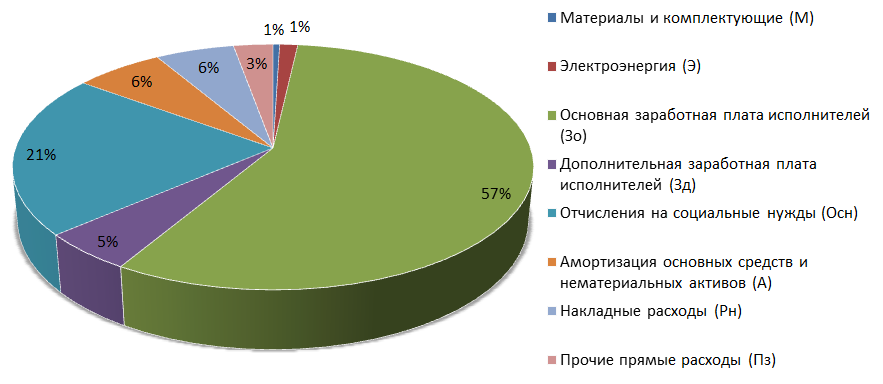 1%
1%
57%
5%
21%
6%
6%
3%
Материалы и комплектующие (М)
Электроэнергия (Э)
Основная заработная плата исполнителей
(Зо)
Дополнительная заработная плата
исполнителей (Зд)
Отчисления на социальные нужды (Осн)
Амортизация основных средств и
нематериальных активов (А)
Накладные расходы (Рн)
Прочие прямые расходы (Пз)